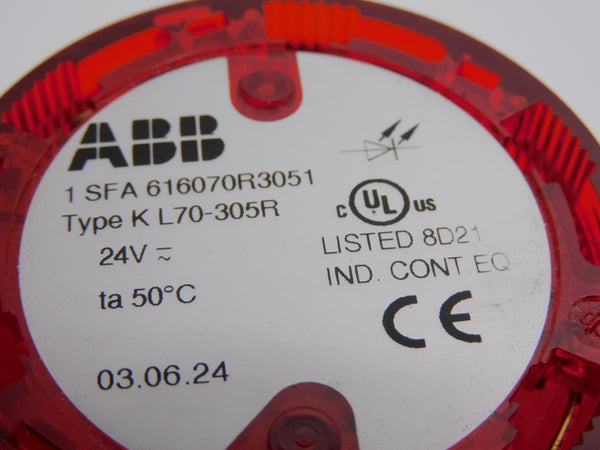 ABB
1 SFA 616070R3051
Type K L70-305R
24V ⎓
ta 50°C
03.06.24
c UL US
LISTED 8D21
IND. CONT.EQ
CE